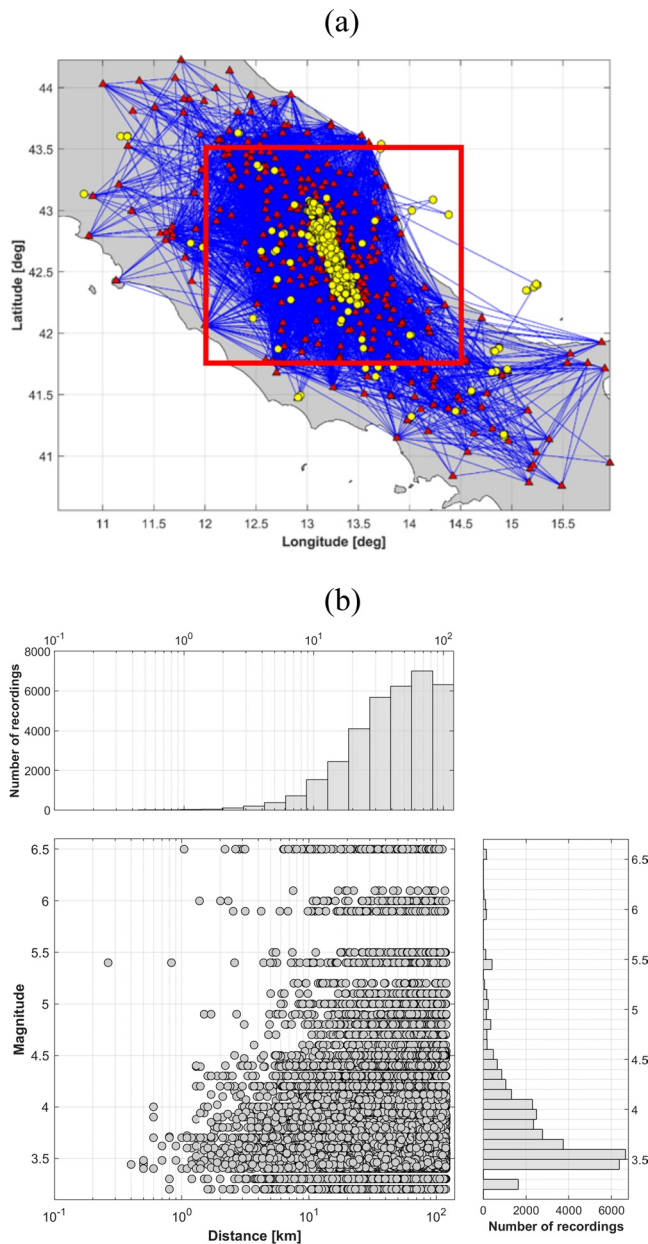 (a)
44
43.5
43
42.5
42
41.5
41
Latitude [deg]
11 11.5 12 12.5 13 13.5 14 14.5 15 15.5
Longitude [deg]
(b)
10-1 100 101 102
8000
6000
4000
2000
0
Number of recordings
6.5 6.5
6 6
5.5 5.5
5 5
4.5 4.5
4 4
3.5 3.5
Magnitude
10-1 100 101 102 0 2000 4000 6000
Distance [km] Number of recordings